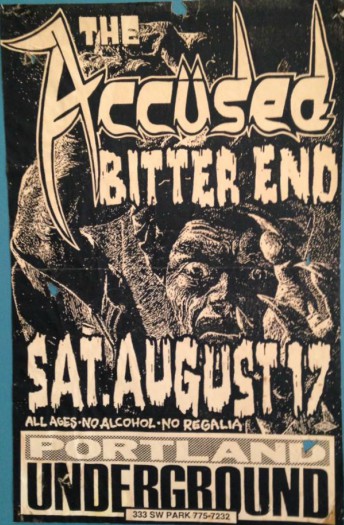 THE
Accüsed
BITTER END
SAT. AUGUST 17
ALL AGES • NO ALCOHOL • NO REGALIA
PORTLAND
UNDERGROUND
333 SW PARK 775-7232